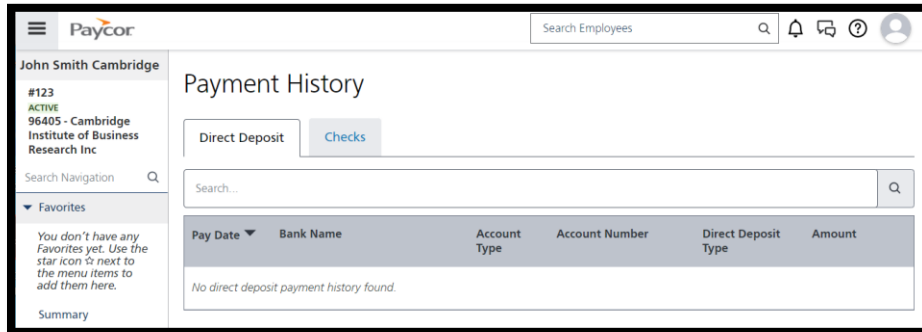 Paycor
Search Employees
John Smith Cambridge
#123
ACTIVE
96405 - Cambridge
Institute of Business
Research Inc
Search Navigation
Favorites
You don't have any
Favorites yet. Use the
star icon ☆ next to
the menu items to
add them here.
Summary
Payment History
Direct Deposit Checks
Search...
Pay Date Bank Name Account Type Account Number Direct Deposit Type Amount
No direct deposit payment history found.